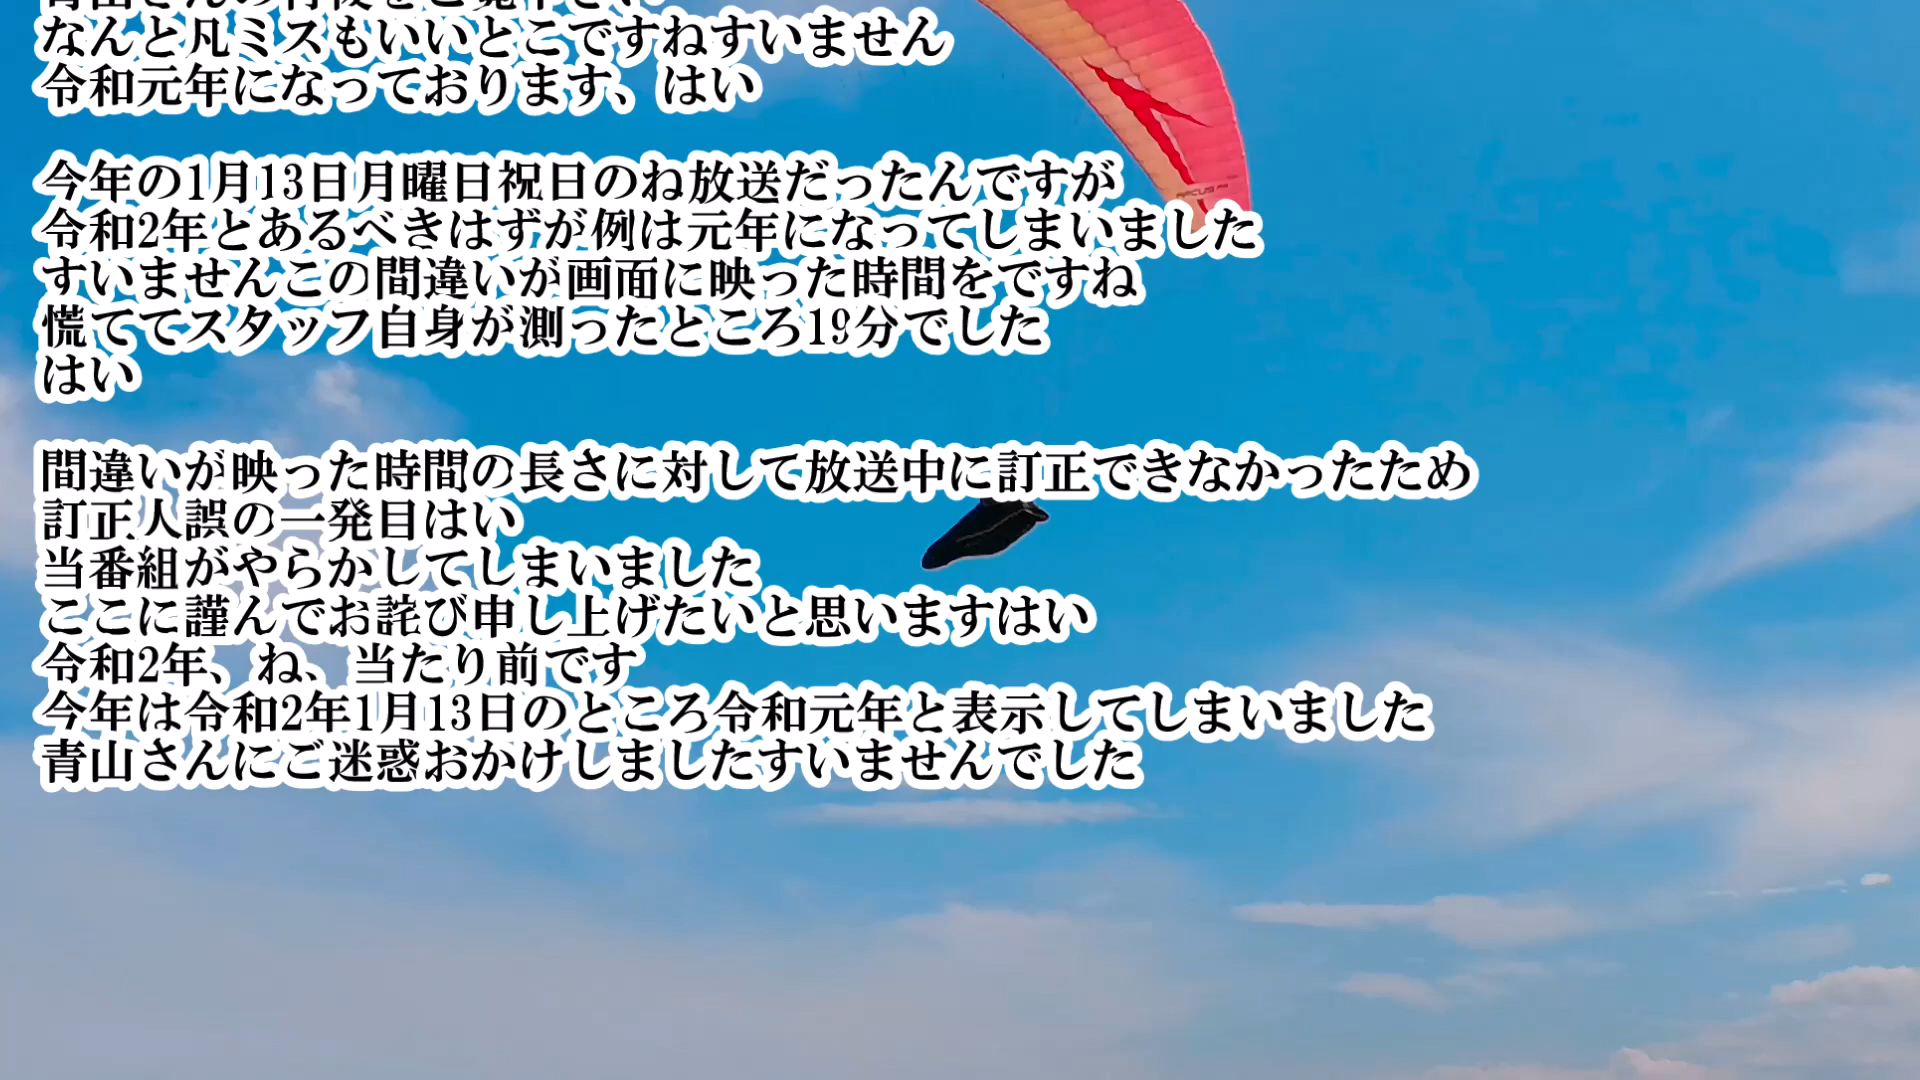 青山さんの背後をご覧下さい
なんと凡ミスもいいとこですねすいません
令和元年になっております、はい
今年の1月13日月曜日祝日のね放送だったんですが
令和2年とあるべきはずが例は元年になってしまいました
すいませんこの間違いが画面に映った時間をですね
慌ててスタッフ自身が測ったところ19分でした
はい
間違いが映った時間の長さに対して放送中に訂正できなかったため
訂正人誤の一発目はい
当番組がやらかしてしまいました
ここに謹んでお詫び申し上げたいと思いますはい
令和2年、ね、当たり前です
今年は令和2年1月13日のところ令和元年と表示してしまいました
青山さんにご迷惑おかけしましたすいませんでした